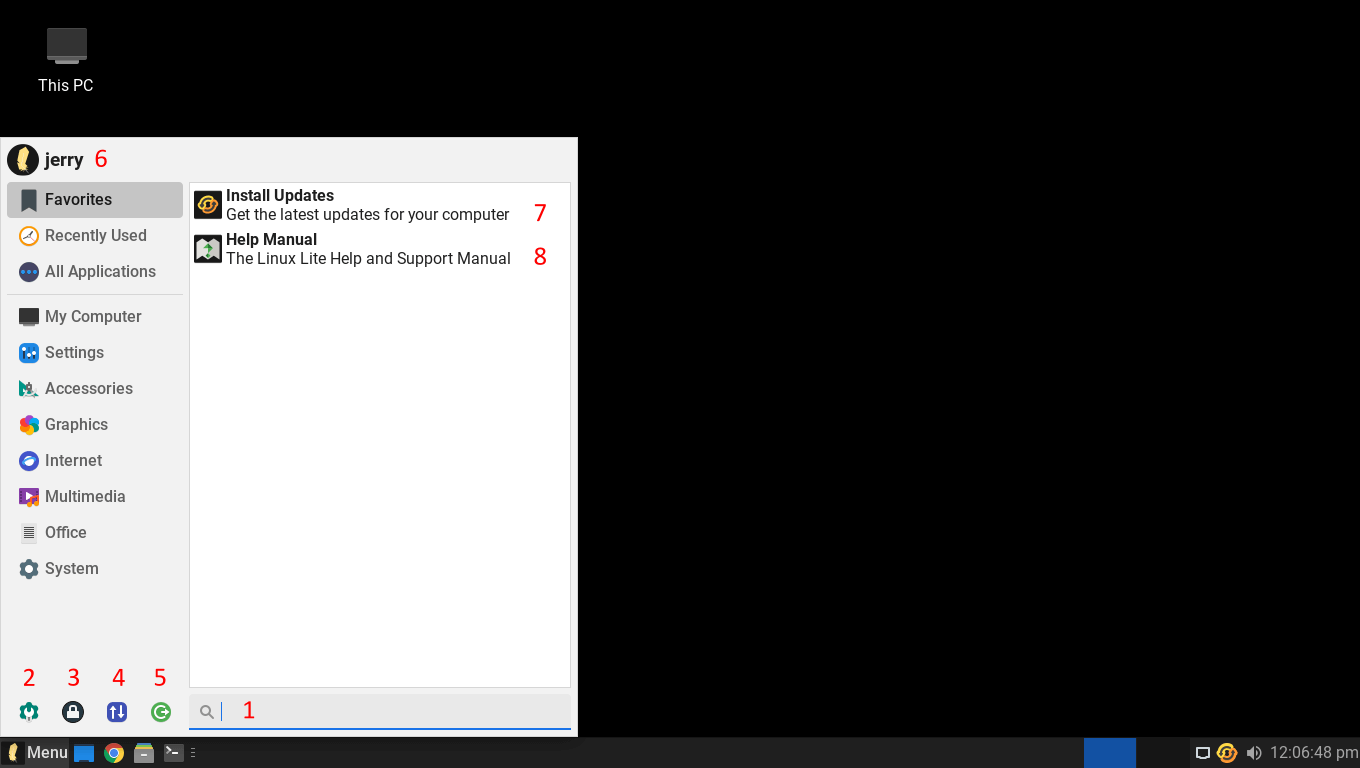 This PC
jerry 6
Favorites
Recently Used
All Applications
My Computer
Settings
Accessories
Graphics
Internet
Multimedia
Office
System
Install Updates
Get the latest updates for your computer 7
Help Manual
The Linux Lite Help and Support Manual 8
2 3 4 5
1
Menu 12:06:48 pm